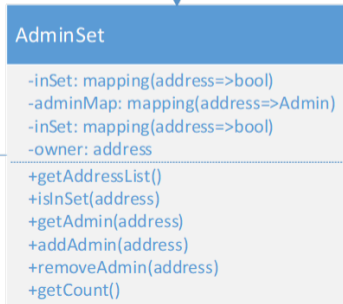 AdminSet
-inSet: mapping(address=>bool)
-adminMap: mapping(address=>Admin)
-inSet: mapping(address=>bool)
-owner: address
+getAddressList()
+isInSet(address)
+getAdmin(address)
+addAdmin(address)
+removeAdmin(address)
+getCount()